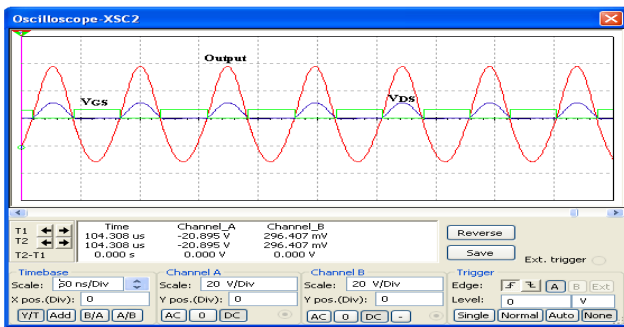 Oscilloscope-XSC2
Output
VGS
VDS
T1
T2
T2-T1
Time Channel_A Channel_B
104.308 us -20.895 V 296.407 mV
104.308 us -20.895 V 296.407 mV
0.000 s 0.000 V 0.000 V
Reverse
Save
Ext. trigger
Timebase
Scale: 50 ns/Div
X pos.(Div): 0
Y/T Add B/A A/B
Channel A
Scale: 20 V/Div
Y pos.(Div): 0
AC 0 DC
Channel B
Scale: 20 V/Div
Y pos.(Div): 0
AC 0 DC -
Trigger
Edge: A B Ext
Level: 0 V
Single Normal Auto None